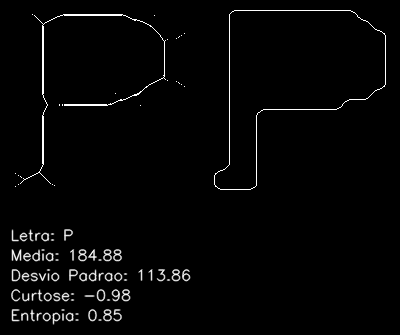 P
Letra: P
Media: 184.88
Desvio Padrao: 113.86
Curtose: -0.98
Entropia: 0.85